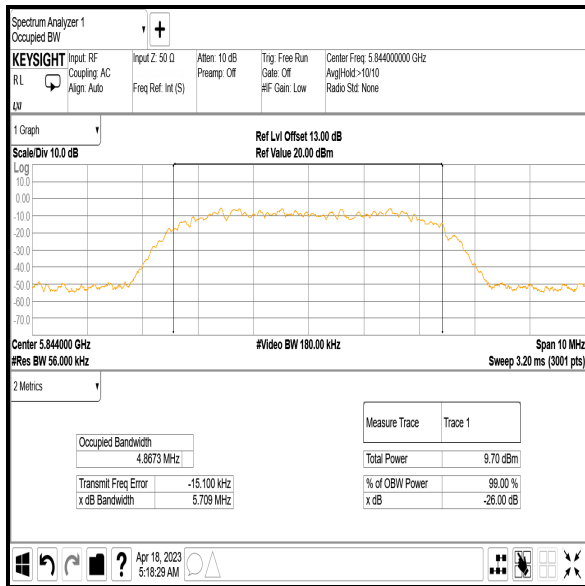 Spectrum Analyzer 1
Occupied BW
KEYSIGHT
RL
LXI
Input: RF
Coupling: AC
Align: Auto
Input Z: 50 Ω
Freq Ref: Int (S)
Atten: 10 dB
Preamp: Off
Trig: Free Run
Gate: Off
#IF Gain: Low
Center Freq: 5.844000000 GHz
Avg|Hold:>10/10
Radio Std: None
1 Graph
Scale/Div 10.0 dB
Ref Lvl Offset 13.00 dB
Ref Value 20.00 dBm
Log
10.0
0.00
-10.0
-20.0
-30.0
-40.0
-50.0
-60.0
-70.0
Center 5.844000 GHz
#Res BW 56.000 kHz
#Video BW 180.00 kHz
Span 10 MHz
Sweep 3.20 ms (3001 pts)
2 Metrics
Occupied Bandwidth
4.8673 MHz
Transmit Freq Error -15.100 kHz
x dB Bandwidth 5.709 MHz
Measure Trace Trace 1
Total Power 9.70 dBm
% of OBW Power 99.00 %
x dB -26.00 dB
?
Apr 18, 2023
5:18:29 AM